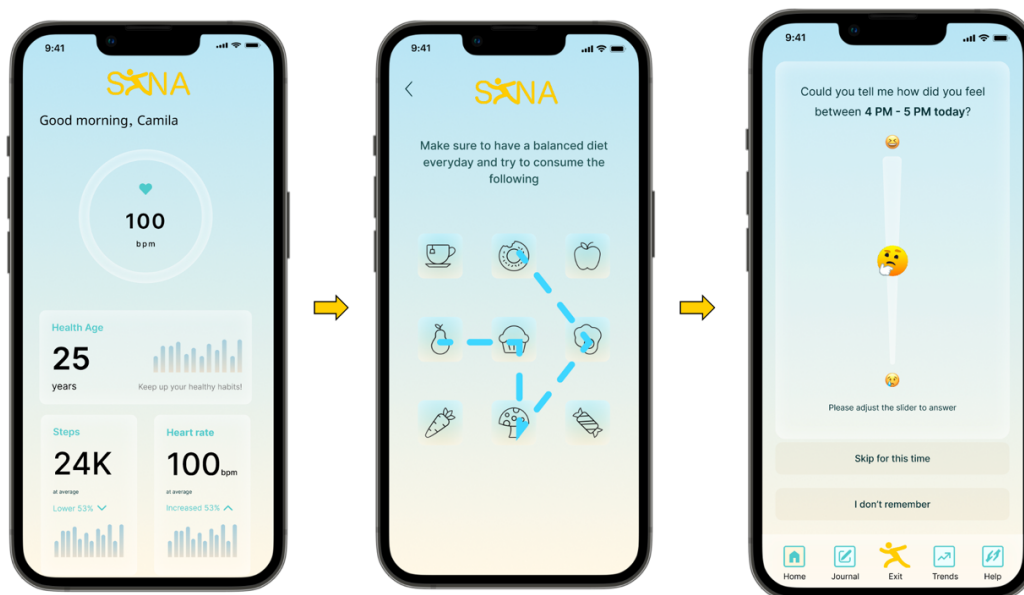 9:41
SANA
Good morning, Camila
100
bpm
Health Age
25
years
Keep up your healthy habits!
Steps
24K
at average
Lower 53%
Heart rate
100 bpm
at average
Increased 53%
9:41
SANA
Make sure to have a balanced diet
everyday and try to consume the
following
9:41
Could you tell me how did you feel
between 4 PM - 5 PM today?
Please adjust the slider to answer
Skip for this time
I don't remember
Home
Journal
Exit
Trends
Help